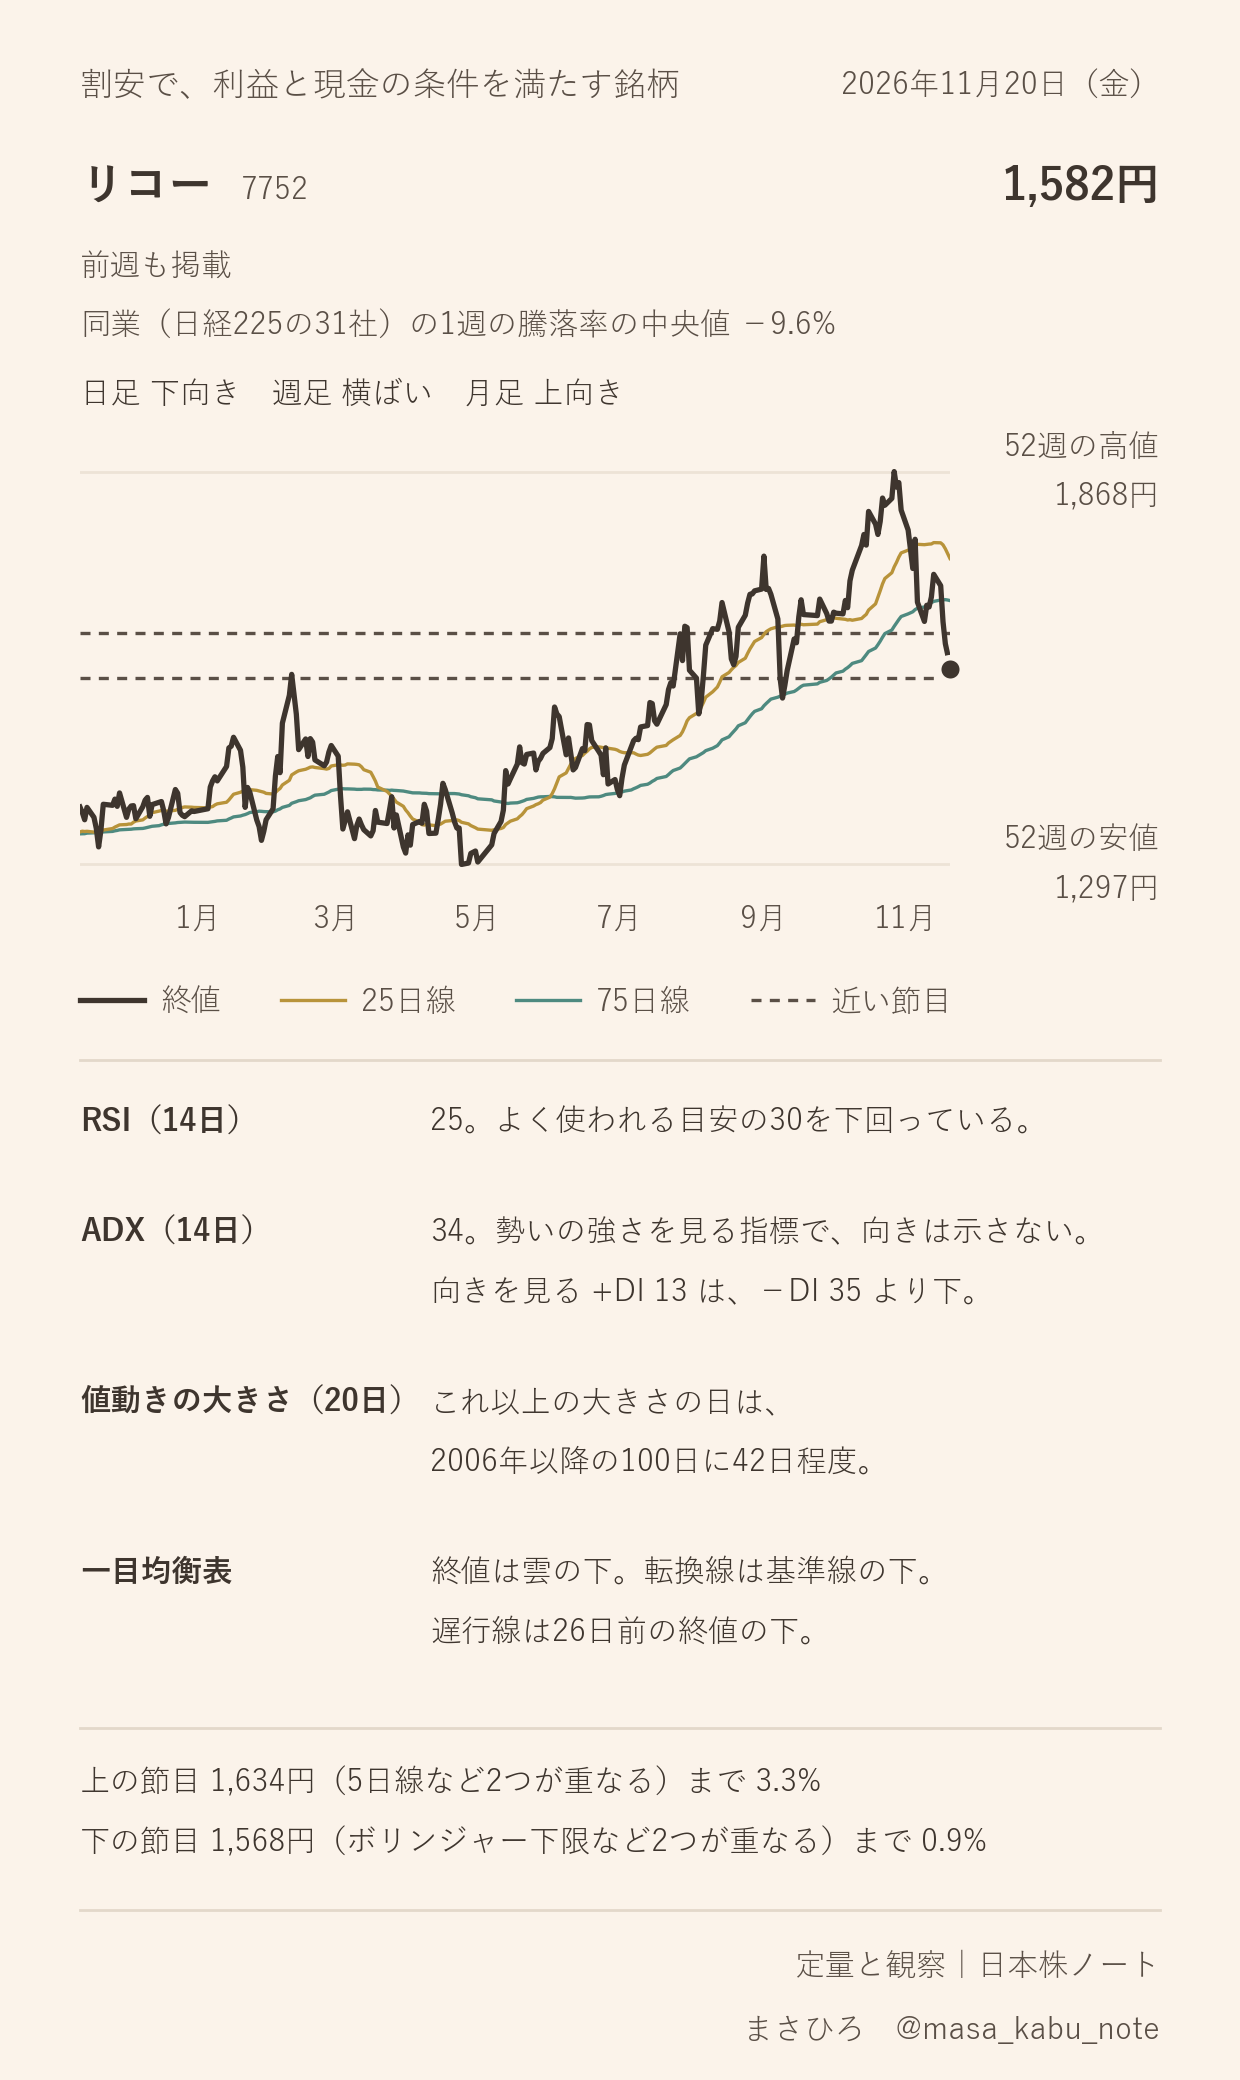 割安で、利益と現金の条件を満たす銘柄 2026年11月20日（金）
リコー 7752 1,582円
前週も掲載
同業（日経225の31社）の1週の騰落率の中央値 －9.6%
日足 下向き 週足 横ばい 月足 上向き
52週の高値
1,868円
52週の安値
1,297円
1月 3月 5月 7月 9月 11月
終値 25日線 75日線 近い節目
RSI（14日） 25。よく使われる目安の30を下回っている。
ADX（14日） 34。勢いの強さを見る指標で、向きは示さない。
向きを見る +DI 13 は、－DI 35 より下。
値動きの大きさ（20日） これ以上の大きさの日は、
2006年以降の100日に42日程度。
一目均衡表 終値は雲の下。転換線は基準線の下。
遅行線は26日前の終値の下。
上の節目 1,634円（5日線など2つが重なる）まで 3.3%
下の節目 1,568円（ボリンジャー下限など2つが重なる）まで 0.9%
定量と観察｜日本株ノート
まさひろ @masa_kabu_note